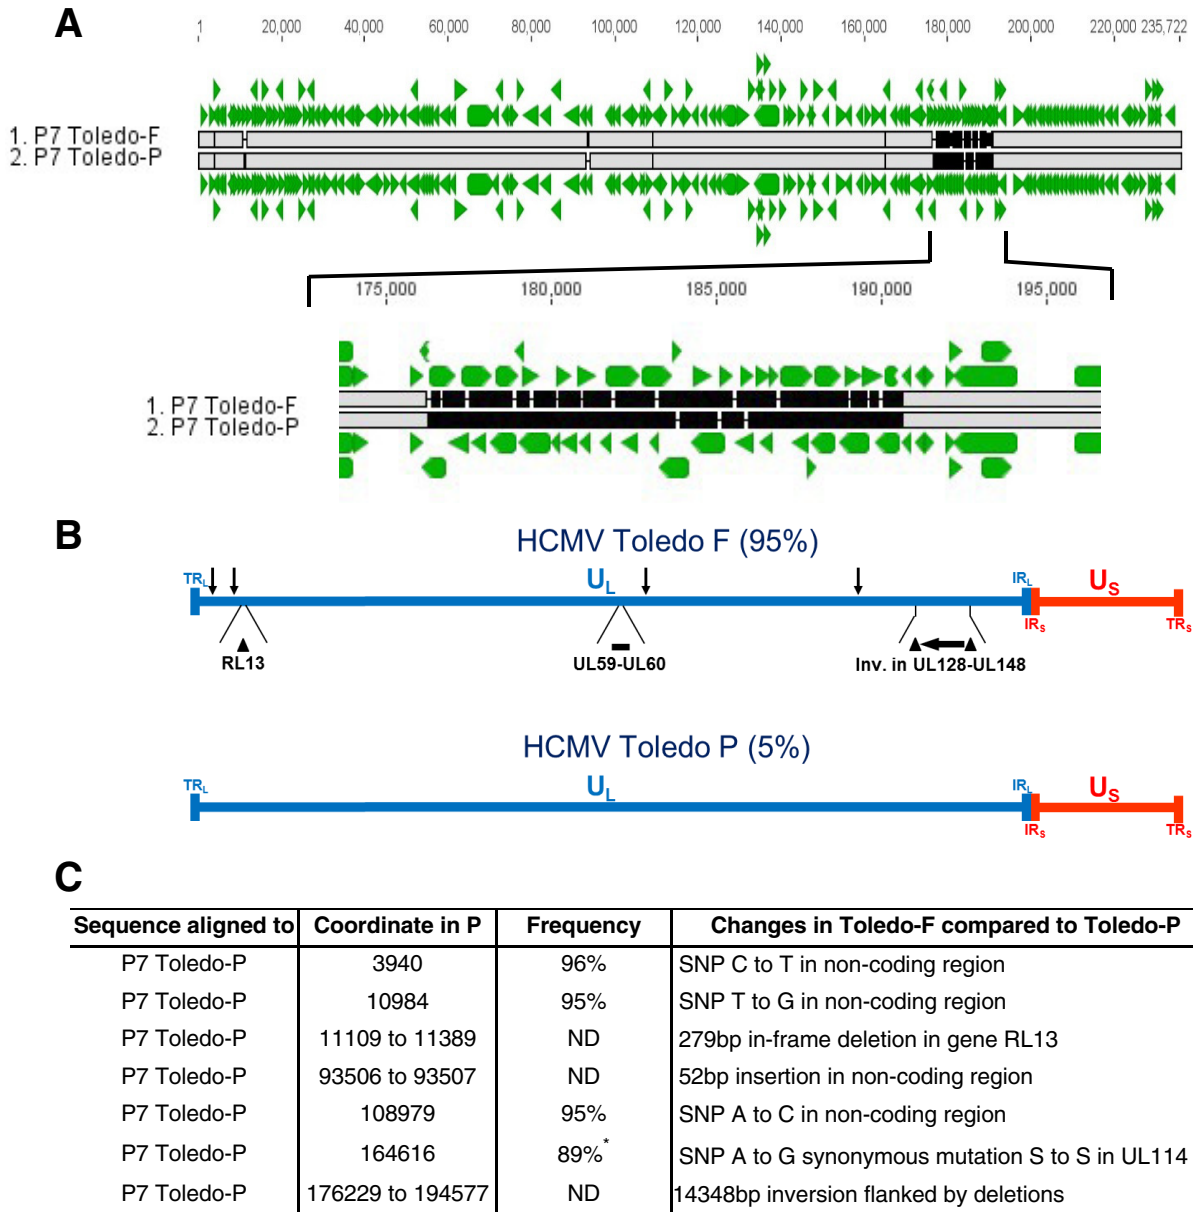 A
1 20,000 40,000 60,000 80,000 100,000 120,000 140,000 160,000 180,000 200,000 220,000 235,722
1. P7 Toledo-F
2. P7 Toledo-P
175,000 180,000 185,000 190,000 195,000
1. P7 Toledo-F
2. P7 Toledo-P
B
HCMV Toledo F (95%)
TRL UL IRL US
IRS TRS
RL13 UL59-UL60 Inv. in UL128-UL148
HCMV Toledo P (5%)
TRL UL IRL US
IRS TRS
C
Sequence aligned to Coordinate in P Frequency Changes in Toledo-F compared to Toledo-P
P7 Toledo-P 3940 96% SNP C to T in non-coding region
P7 Toledo-P 10984 95% SNP T to G in non-coding region
P7 Toledo-P 11109 to 11389 ND 279bp in-frame deletion in gene RL13
P7 Toledo-P 93506 to 93507 ND 52bp insertion in non-coding region
P7 Toledo-P 108979 95% SNP A to C in non-coding region
P7 Toledo-P 164616 89%* SNP A to G synonymous mutation S to S in UL114
P7 Toledo-P 176229 to 194577 ND 14348bp inversion flanked by deletions